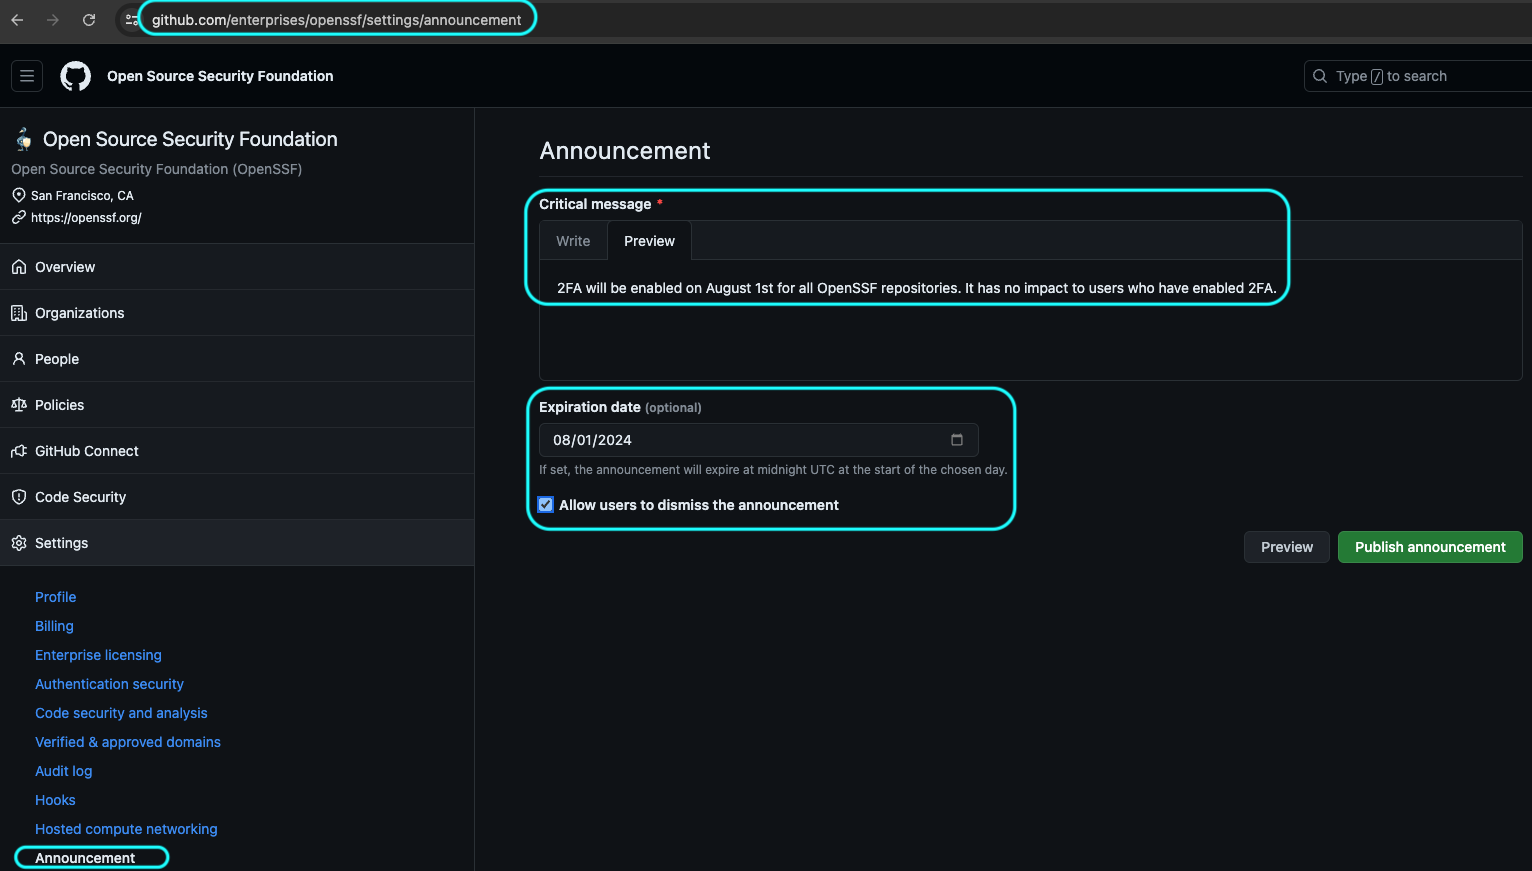 github.com/enterprises/openssf/settings/announcement
Open Source Security Foundation
Type / to search
Open Source Security Foundation
Open Source Security Foundation (OpenSSF)
San Francisco, CA
https://openssf.org/
Overview
Organizations
People
Policies
GitHub Connect
Code Security
Settings
Profile
Billing
Enterprise licensing
Authentication security
Code security and analysis
Verified & approved domains
Audit log
Hooks
Hosted compute networking
Announcement
Announcement
Critical message *
Write Preview
2FA will be enabled on August 1st for all OpenSSF repositories. It has no impact to users who have enabled 2FA.
Expiration date (optional)
08/01/2024
If set, the announcement will expire at midnight UTC at the start of the chosen day.
Allow users to dismiss the announcement
Preview Publish announcement